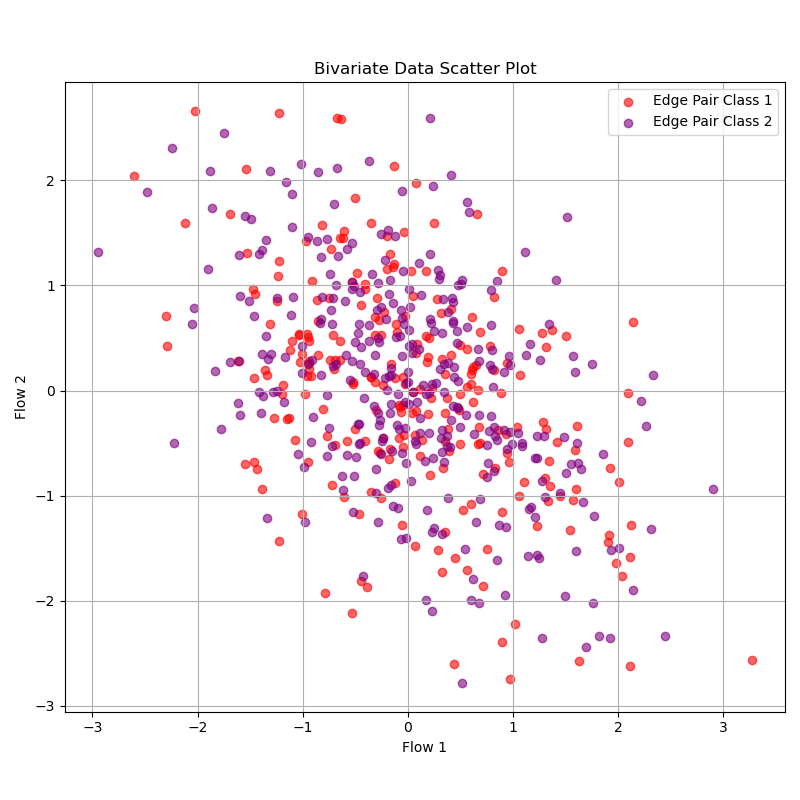 Bivariate Data Scatter Plot
Edge Pair Class 1
Edge Pair Class 2
Flow 2
2
1
0
−1
−2
−3
−3
−2
−1
0
1
2
3
Flow 1